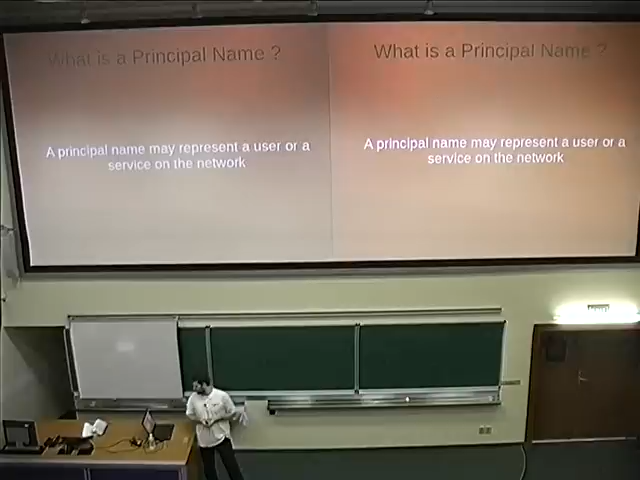 What is a Principal Name ?
A principal name may represent a user or a
service on the network
What is a Principal Name ?
A principal name may represent a user or a
service on the network